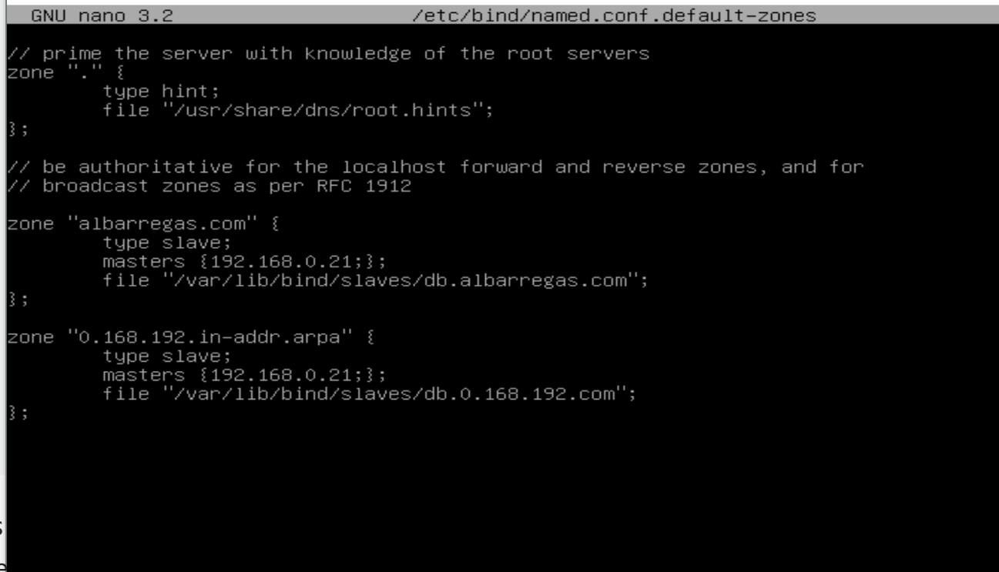 GNU nano 3.2 /etc/bind/named.conf.default-zones
// prime the server with knowledge of the root servers
zone "." {
        type hint;
        file "/usr/share/dns/root.hints";
};
// be authoritative for the localhost forward and reverse zones, and for
// broadcast zones as per RFC 1912
zone "albarregas.com" {
        type slave;
        masters {192.168.0.21;};
        file "/var/lib/bind/slaves/db.albarregas.com";
};
zone "0.168.192.in-addr.arpa" {
        type slave;
        masters {192.168.0.21;};
        file "/var/lib/bind/slaves/db.0.168.192.com";
};